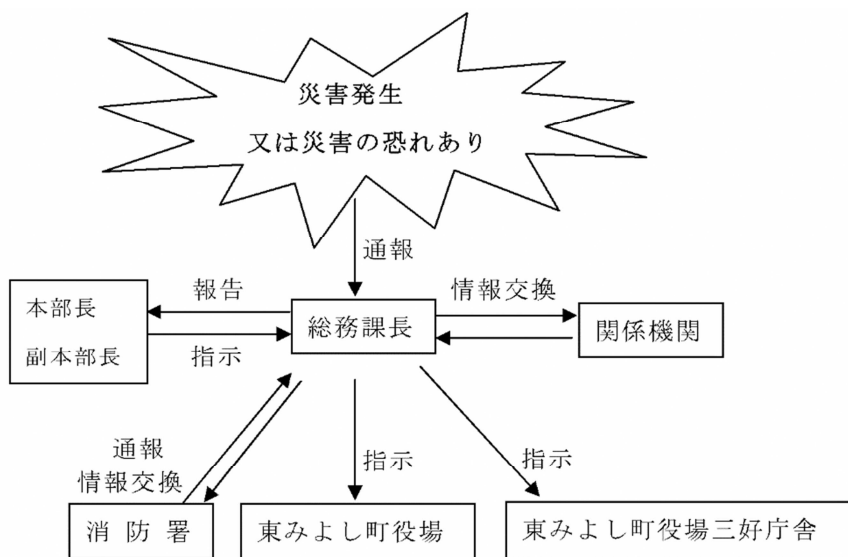 災害発生
又は災害の恐れあり
通報
報告
情報交換
本部長
副本部長
総務課長
関係機関
指示
通報
情報交換
指示
指示
消防署
東みよし町役場
東みよし町役場三好庁舎